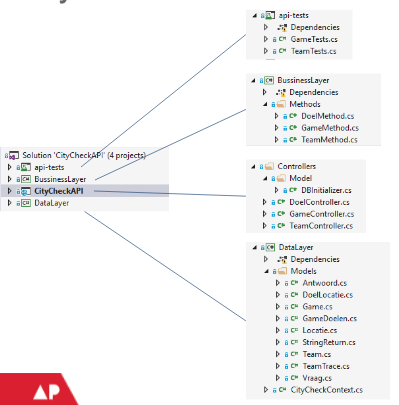 api-tests
Dependencies
GameTests.cs
TeamTests.cs
BussinessLayer
Dependencies
Methods
DoelMethod.cs
GameMethod.cs
TeamMethod.cs
Solution 'CityCheckAPI' (4 projects)
api-tests
BussinessLayer
CityCheckAPI
DataLayer
Controllers
Model
DBInitializer.cs
DoelController.cs
GameController.cs
TeamController.cs
DataLayer
Dependencies
Models
Antwoord.cs
DoelLocatie.cs
Game.cs
GameDoelen.cs
Locatie.cs
StringReturn.cs
Team.cs
TeamTrace.cs
Vraag.cs
CityCheckContext.cs
AP